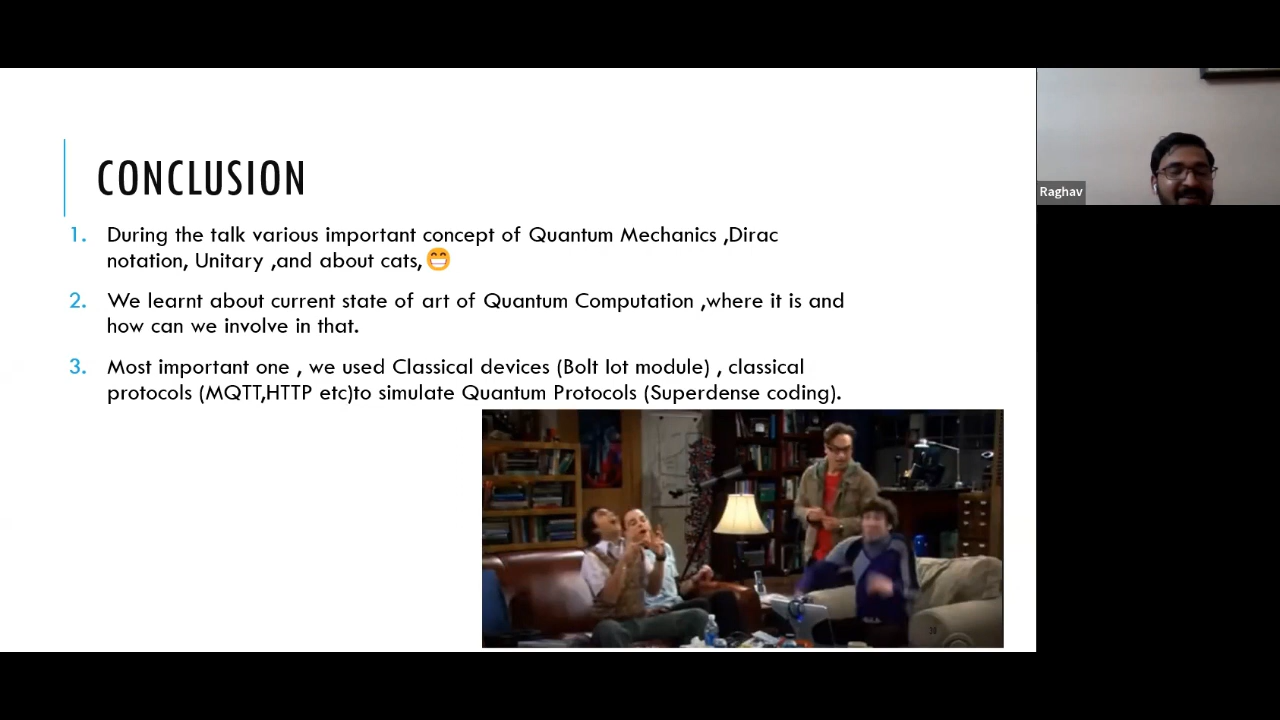 CONCLUSION
1. During the talk various important concept of Quantum Mechanics ,Dirac
notation, Unitary ,and about cats,😁
2. We learnt about current state of art of Quantum Computation ,where it is and
how can we involve in that.
3. Most important one , we used Classical devices (Bolt Iot module) , classical
protocols (MQTT,HTTP etc)to simulate Quantum Protocols (Superdense coding).
Raghav